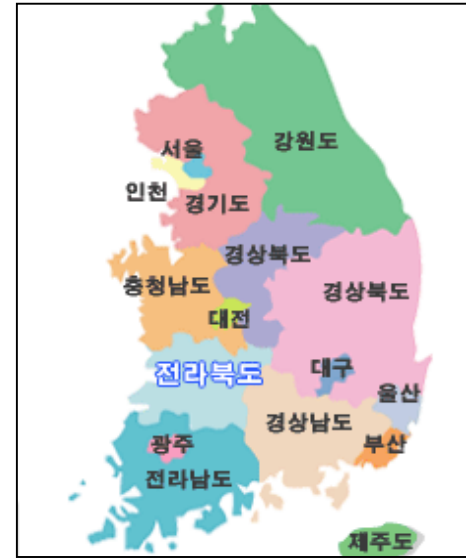 서울
강원도
인천
경기도
경상북도
충청남도
경상북도
대전
전라북도
대구
울산
경상남도
광주
부산
전라남도
제주도